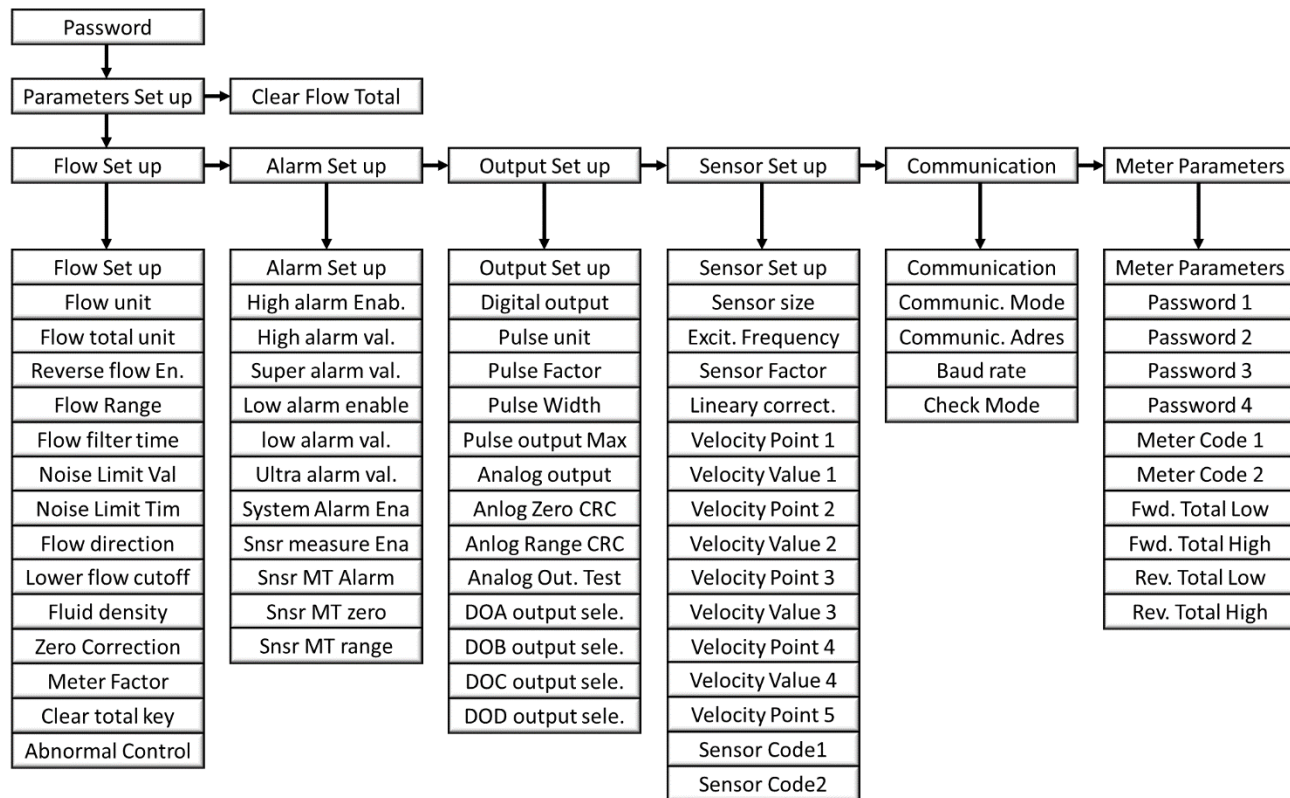 Password
Parameters Set up
Clear Flow Total
Flow Set up
Alarm Set up
Output Set up
Sensor Set up
Communication
Meter Parameters
Flow Set up
Flow unit
Flow total unit
Reverse flow En.
Flow Range
Flow filter time
Noise Limit Val
Noise Limit Tim
Flow direction
Lower flow cutoff
Fluid density
Zero Correction
Meter Factor
Clear total key
Abnormal Control
Alarm Set up
High alarm Enab.
High alarm val.
Super alarm val.
Low alarm enable
low alarm val.
Ultra alarm val.
System Alarm Ena
Snsr measure Ena
Snsr MT Alarm
Snsr MT zero
Snsr MT range
Output Set up
Digital output
Pulse unit
Pulse Factor
Pulse Width
Pulse output Max
Analog output
Anlog Zero CRC
Anlog Range CRC
Analog Out. Test
DOA output sele.
DOB output sele.
DOC output sele.
DOD output sele.
Sensor Set up
Sensor size
Excit. Frequency
Sensor Factor
Lineary correct.
Velocity Point 1
Velocity Value 1
Velocity Point 2
Velocity Value 2
Velocity Point 3
Velocity Value 3
Velocity Point 4
Velocity Value 4
Velocity Point 5
Sensor Code1
Sensor Code2
Communication
Communic. Mode
Communic. Adres
Baud rate
Check Mode
Meter Parameters
Password 1
Password 2
Password 3
Password 4
Meter Code 1
Meter Code 2
Fwd. Total Low
Fwd. Total High
Rev. Total Low
Rev. Total High